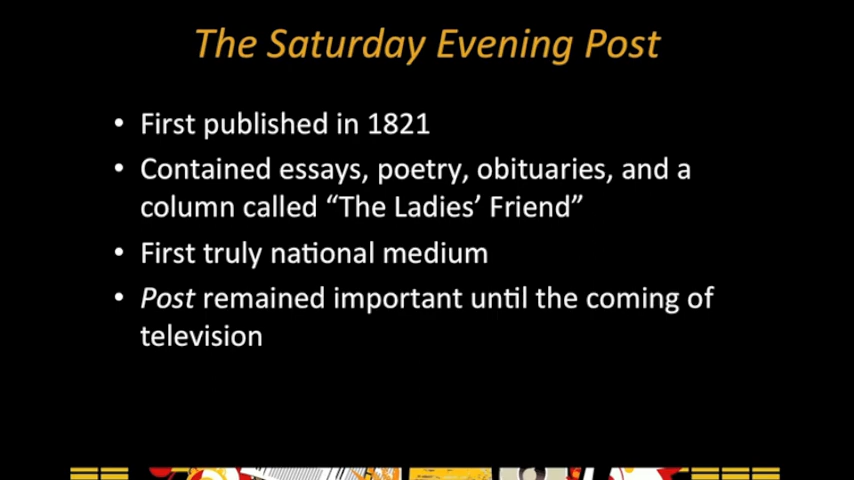 The Saturday Evening Post
• First published in 1821
• Contained essays, poetry, obituaries, and a
column called “The Ladies’ Friend”
• First truly national medium
• Post remained important until the coming of
television